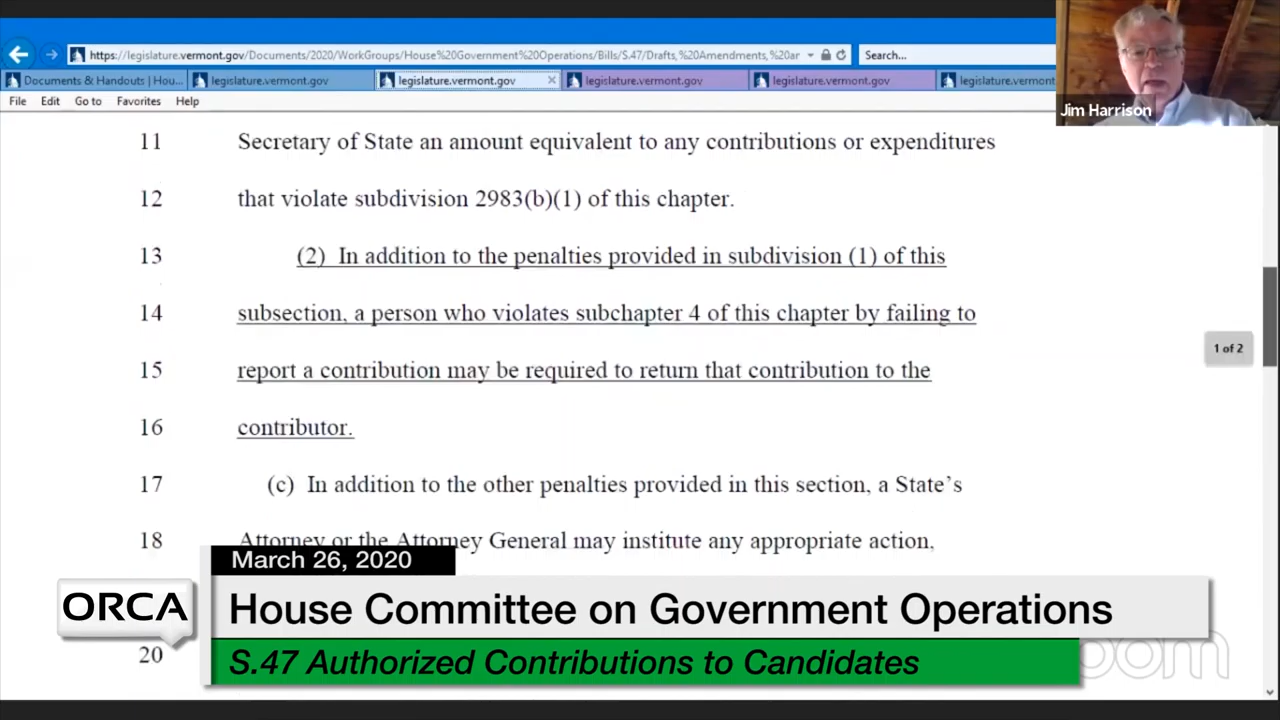 https://legislature.vermont.gov/Documents/2020/WorkGroups/House%20Government%20Operations/Bills/S.47/Drafts,%20Amendments,%20ar
Search...
Documents & Handouts | Hou...
legislature.vermont.gov
legislature.vermont.gov
legislature.vermont.gov
legislature.vermont.gov
legislature.vermont.gov
File Edit Go to Favorites Help
Jim Harrison
11 Secretary of State an amount equivalent to any contributions or expenditures
12 that violate subdivision 2983(b)(1) of this chapter.
13 (2) In addition to the penalties provided in subdivision (1) of this
14 subsection, a person who violates subchapter 4 of this chapter by failing to
15 report a contribution may be required to return that contribution to the
1 of 2
16 contributor.
17 (c) In addition to the other penalties provided in this section, a State's
18 Attorney or the Attorney General may institute any appropriate action,
March 26, 2020
ORCA
House Committee on Government Operations
20
S.47 Authorized Contributions to Candidates